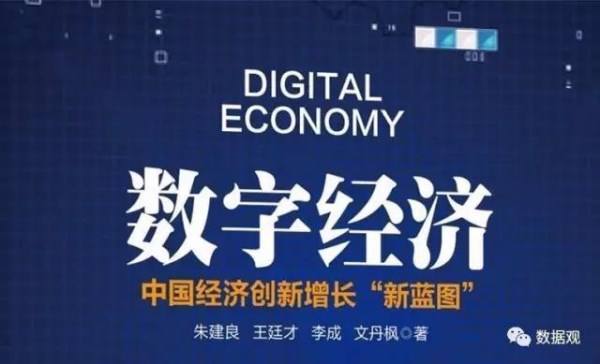 DIGITAL
ECONOMY
数字经济
中国经济创新增长“新蓝图”
朱建良 王廷才 李成 文丹枫◎著
数据观